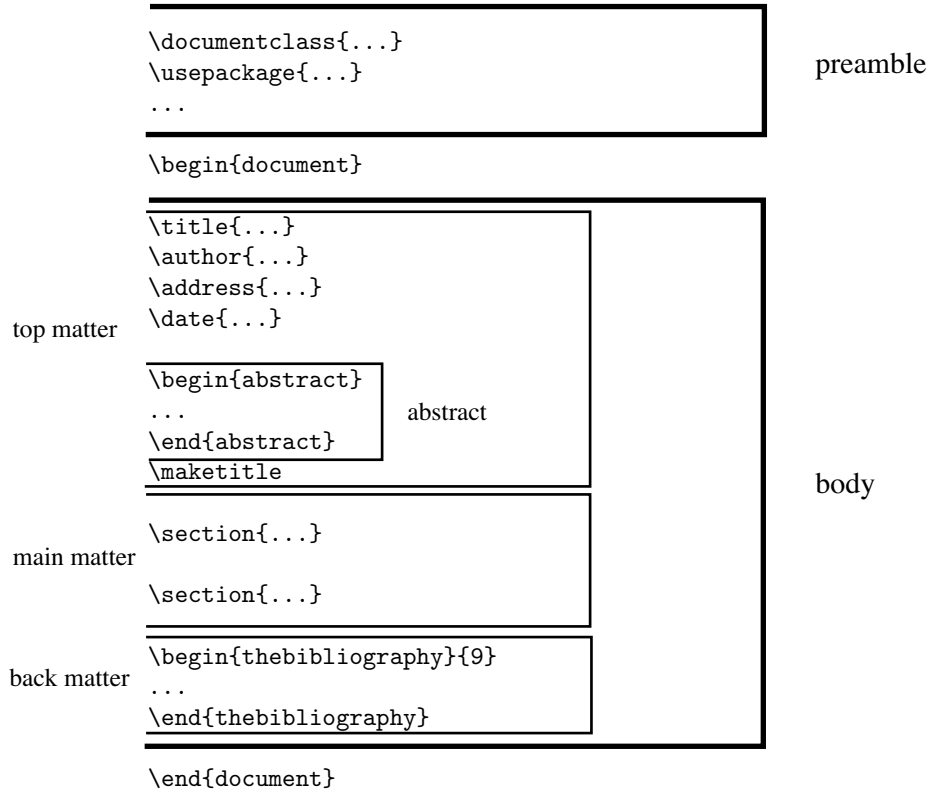 \documentclass{...}
\usepackage{...}
...
preamble
\begin{document}
\title{...}
\author{...}
\address{...}
\date{...}
top matter
\begin{abstract}
...
\end{abstract}
abstract
\maketitle
body
\section{...}
main matter
\section{...}
\begin{thebibliography}{9}
back matter
...
\end{thebibliography}
\end{document}